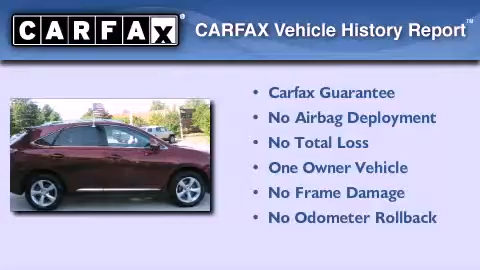 CARFAX®
CARFAX Vehicle History Report™
• Carfax Guarantee
• No Airbag Deployment
• No Total Loss
• One Owner Vehicle
• No Frame Damage
• No Odometer Rollback